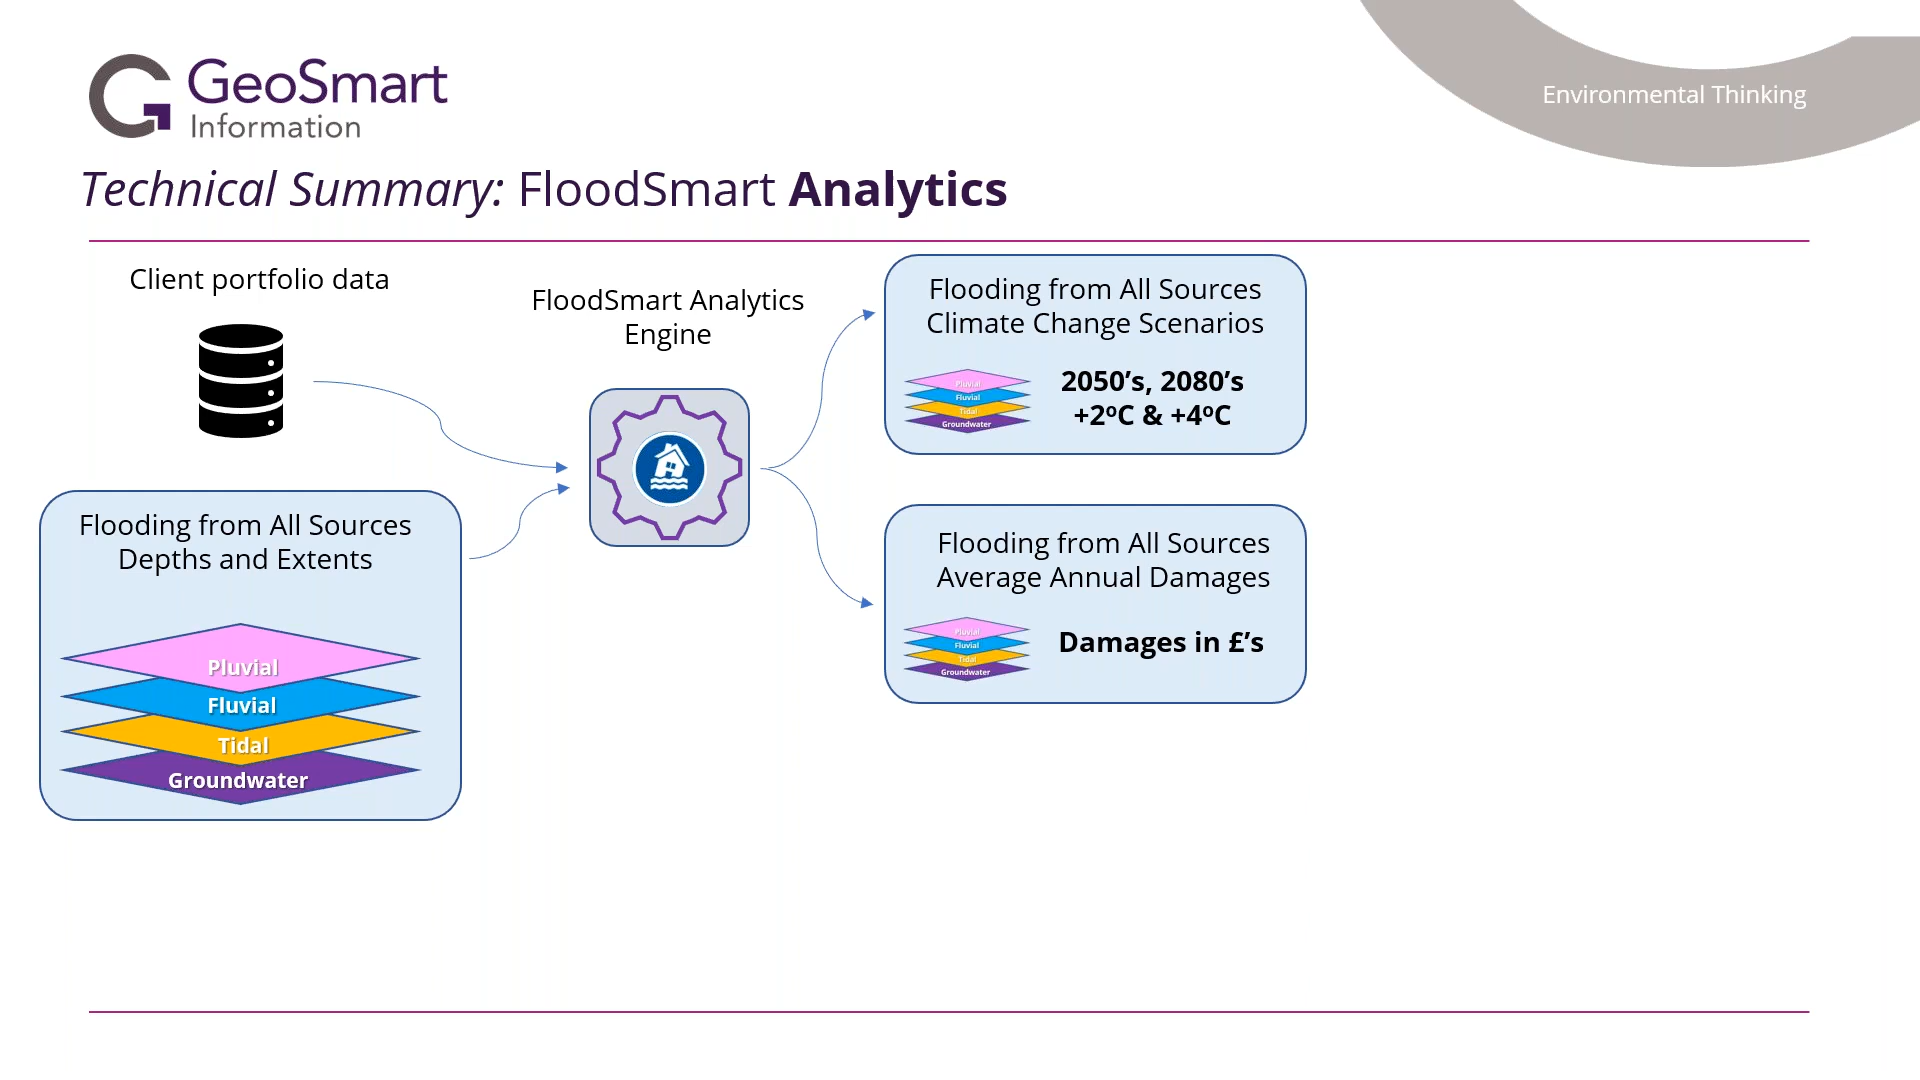 GeoSmart
Information
Environmental Thinking
Technical Summary: FloodSmart Analytics
Client portfolio data
FloodSmart Analytics
Engine
Flooding from All Sources
Depths and Extents
Pluvial
Fluvial
Tidal
Groundwater
Flooding from All Sources
Climate Change Scenarios
Pluvial
Fluvial
Tidal
Groundwater
2050’s, 2080’s
+2ºC & +4ºC
Flooding from All Sources
Average Annual Damages
Pluvial
Fluvial
Tidal
Groundwater
Damages in £’s